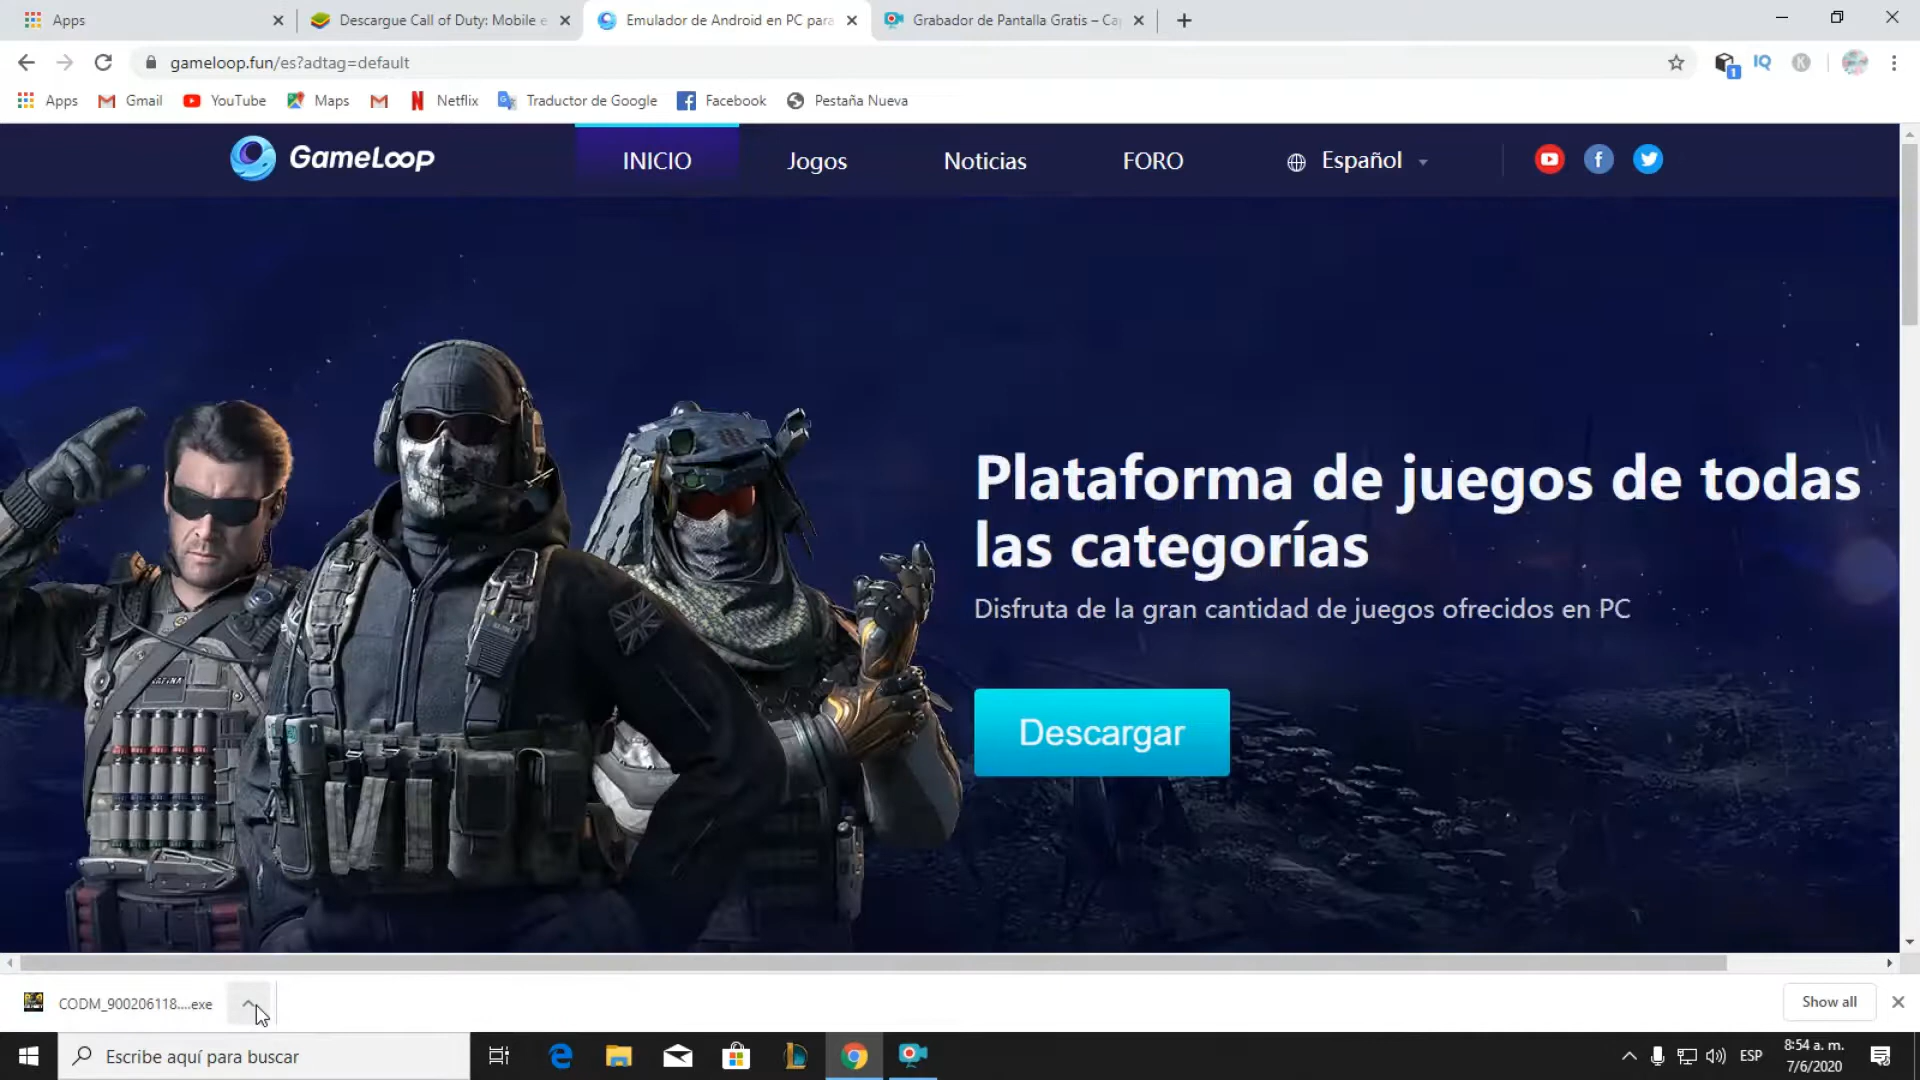 Apps
Descargue Call of Duty: Mobile e
Emulador de Android en PC para
Grabador de Pantalla Gratis – Ca
gameloop.fun/es?adtag=default
1
IQ
K
Apps
Gmail
YouTube
Maps
Netflix
Traductor de Google
Facebook
Pestaña Nueva
GameLoop
INICIO
Jogos
Noticias
FORO
Español
Plataforma de juegos de todas
las categorías
Disfruta de la gran cantidad de juegos ofrecidos en PC
Descargar
CODM_900206118....exe
Show all
Escribe aquí para buscar
ESP
8:54 a. m.
7/6/2020